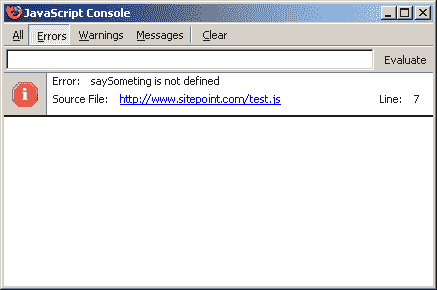 JavaScript Console
All Errors Warnings Messages Clear
Evaluate
Error: saySometing is not defined
Source File: http://www.sitepoint.com/test.js Line: 7